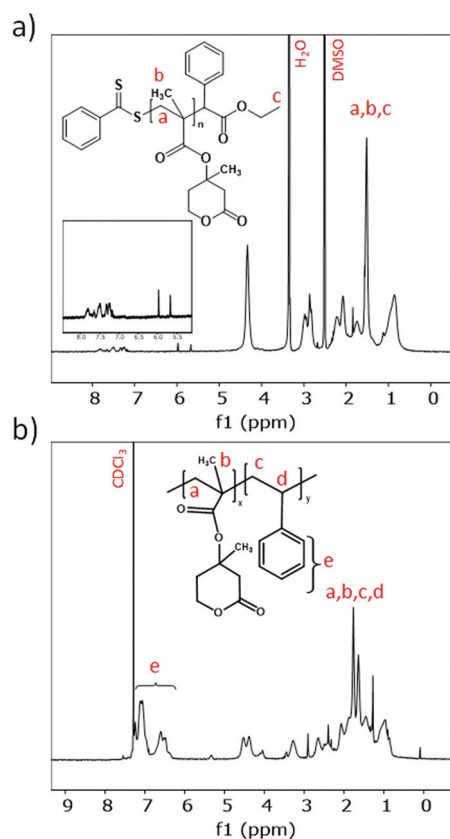 a)
H₂O
DMSO
S
S
b
H₃C
a
n
c
O
O
O
O
CH₃
O
O
a,b,c
8.0 7.5 7.0 6.5 6.0 5.5
8 7 6 5 4 3 2 1 0
f1 (ppm)
b)
CDCl₃
H₃C
b
c
d
a
x
y
O
O
CH₃
O
O
e
a,b,c,d
e
9 8 7 6 5 4 3 2 1 0
f1 (ppm)